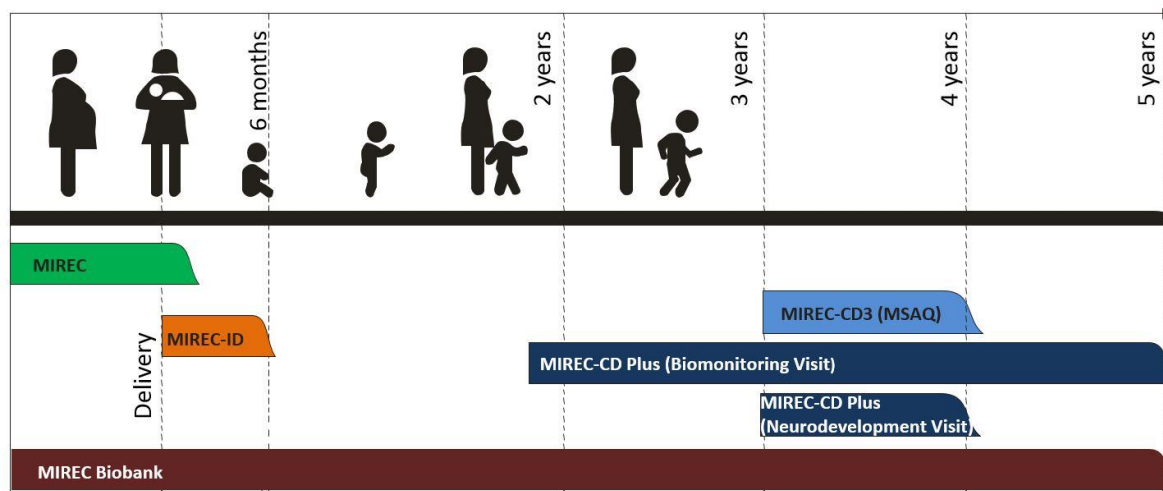 6 months
2 years
3 years
4 years
5 years
MIREC
MIREC-CD3 (MSAQ)
Delivery
MIREC-ID
MIREC-CD Plus (Biomonitoring Visit)
MIREC-CD Plus
(Neurodevelopment Visit)
MIREC Biobank